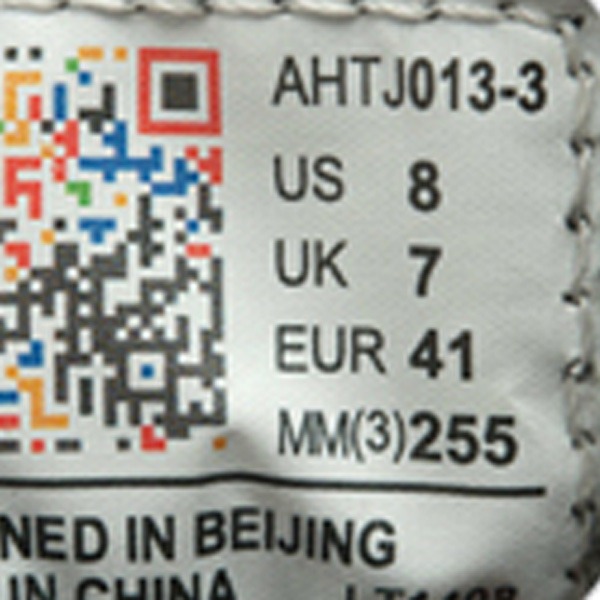 AHTJ013-3
US 8
UK 7
EUR 41
MM(3)255
NED IN BEIJING
IN CHINA